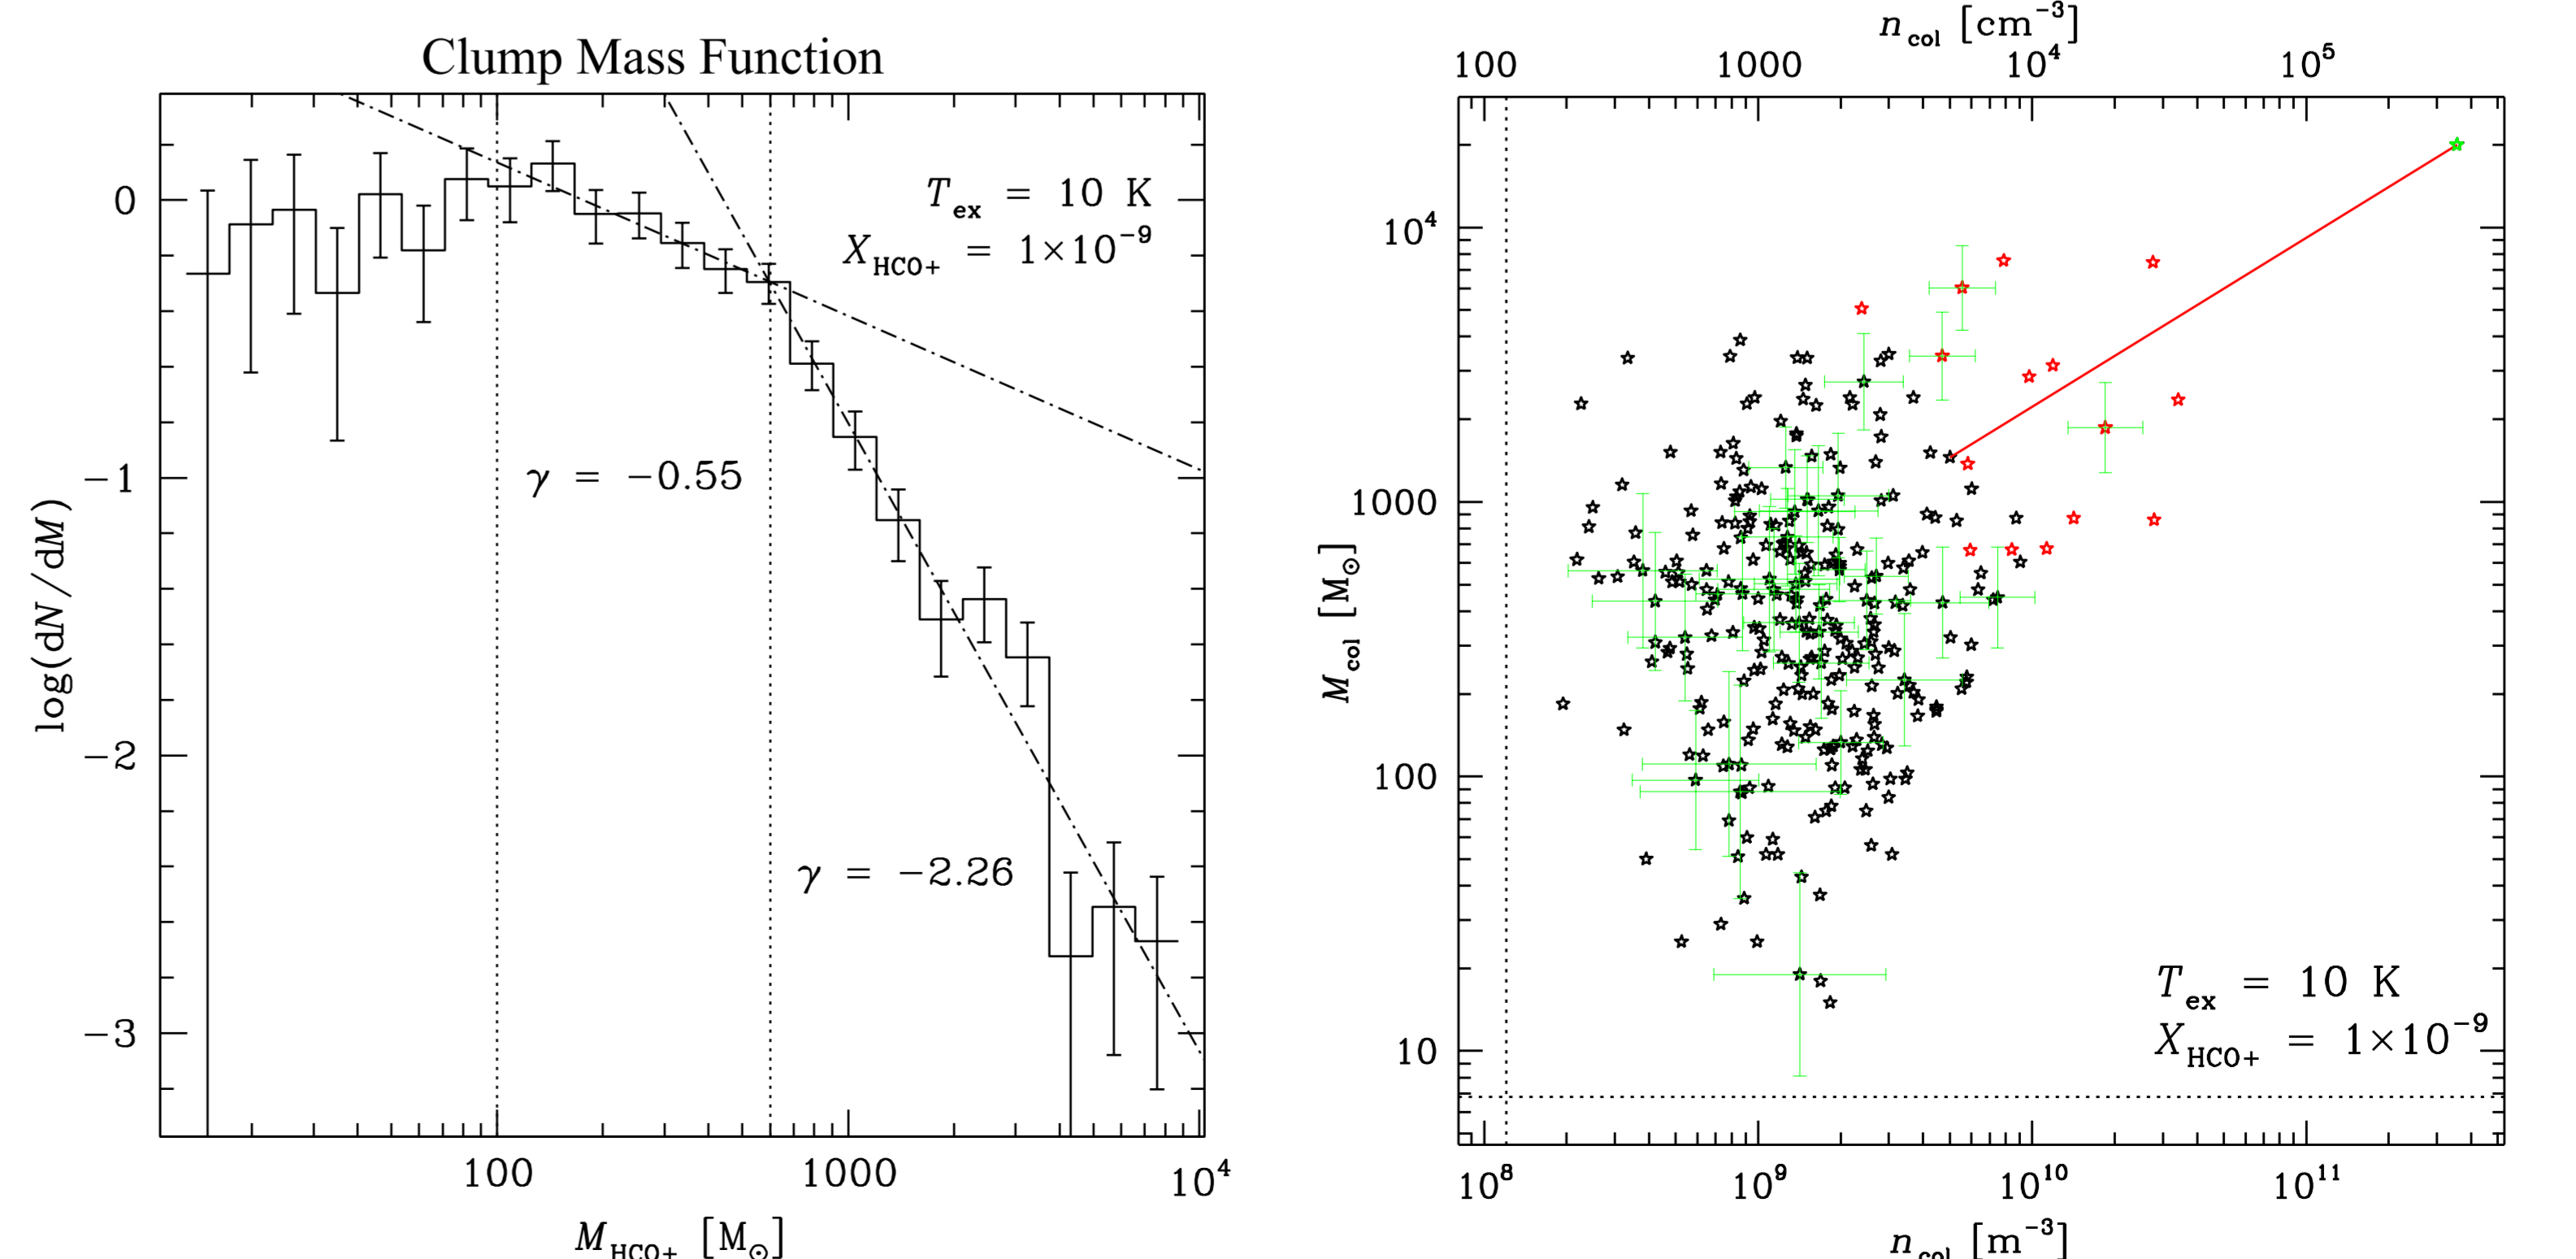 Clump Mass Function
T_ex = 10 K
X_HCO+ = 1×10^−9
γ = −0.55
γ = −2.26
log(dN/dM)
0
−1
−2
−3
100 1000 10^4
M_HCO+ [M_⊙]
n_col [cm^−3]
100 1000 10^4 10^5
M_col [M_⊙]
10^4
1000
100
10
T_ex = 10 K
X_HCO+ = 1×10^−9
10^8 10^9 10^10 10^11
n_col [m^−3]